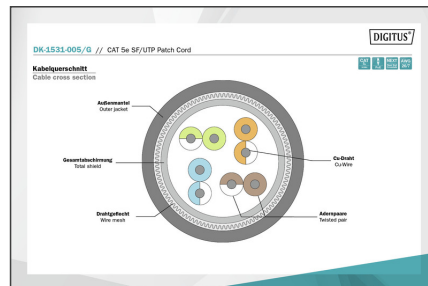 DIGITUS®
DK-1531-005/G // CAT 5e SF/UTP Patch Cord
Kabelquerschnitt
Cable cross section
Außenmantel
Outer jacket
Gesamtabschirmung
Total shield
Drahtgeflecht
Wire mesh
Cu-Draht
Cu-Wire
Aderspaare
Twisted pair